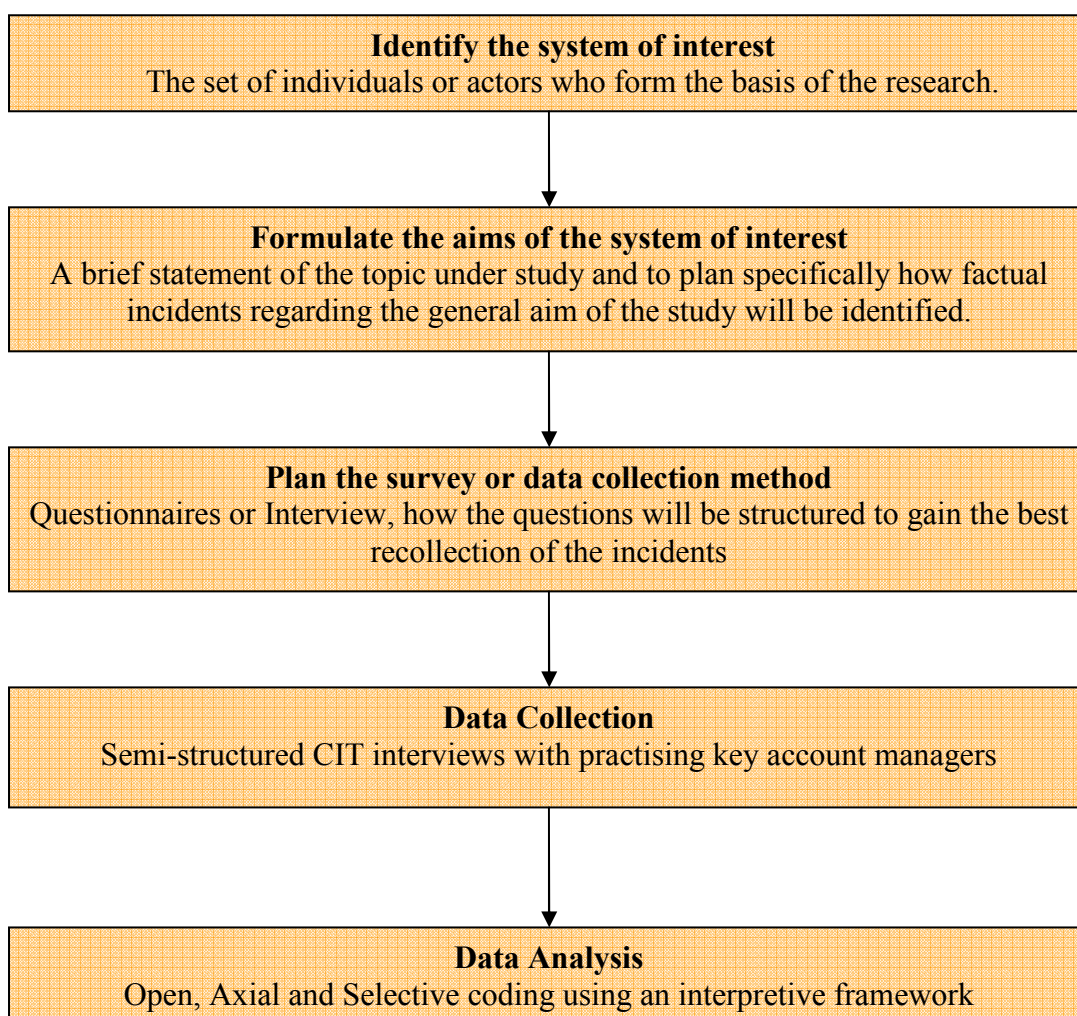 Identify the system of interest
The set of individuals or actors who form the basis of the research.
Formulate the aims of the system of interest
A brief statement of the topic under study and to plan specifically how factual
incidents regarding the general aim of the study will be identified.
Plan the survey or data collection method
Questionnaires or Interview, how the questions will be structured to gain the best
recollection of the incidents
Data Collection
Semi-structured CIT interviews with practising key account managers
Data Analysis
Open, Axial and Selective coding using an interpretive framework